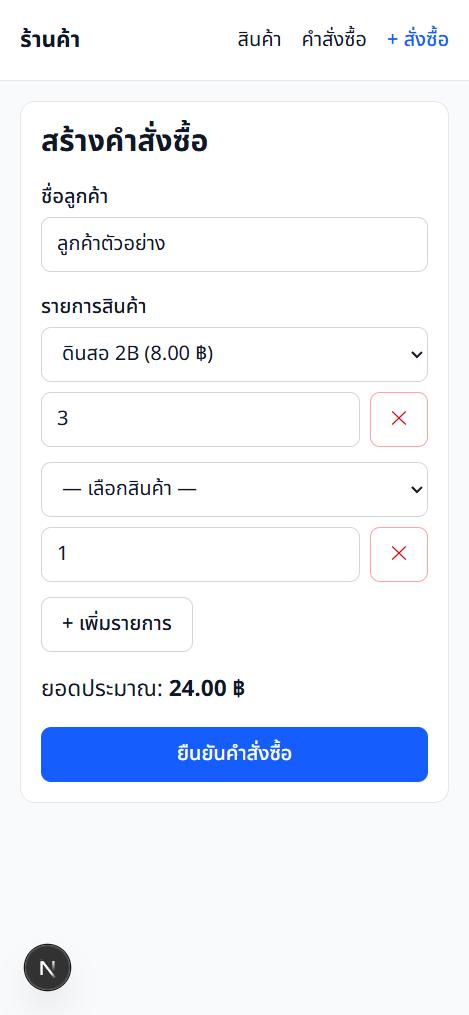 ร้านค้า
สินค้า คำสั่งซื้อ + สั่งซื้อ
สร้างคำสั่งซื้อ
ชื่อลูกค้า
ลูกค้าตัวอย่าง
รายการสินค้า
ดินสอ 2B (8.00 ฿)
3
— เลือกสินค้า —
1
+ เพิ่มรายการ
ยอดประมาณ: 24.00 ฿
ยืนยันคำสั่งซื้อ
N